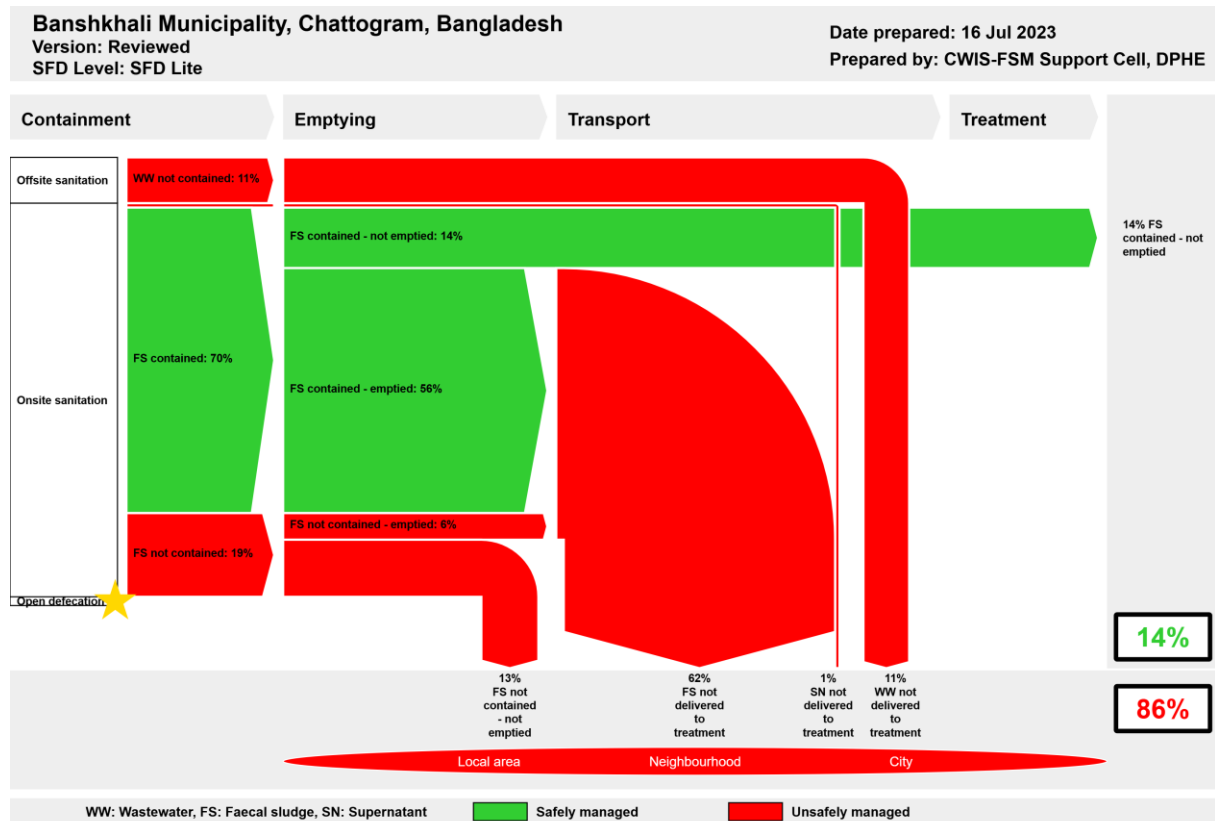 Banshkhali Municipality, Chattogram, Bangladesh
Version: Reviewed
SFD Level: SFD Lite
Date prepared: 16 Jul 2023
Prepared by: CWIS-FSM Support Cell, DPHE
Containment
Emptying
Transport
Treatment
Offsite sanitation
WW not contained: 11%
FS contained - not emptied: 14%
14% FS
contained - not
emptied
FS contained: 70%
FS contained - emptied: 56%
Onsite sanitation
FS not contained - emptied: 6%
FS not contained: 19%
Open defecation
14%
13%
FS not
contained
- not
emptied
62%
FS not
delivered
to
treatment
1%
SN not
delivered
to
treatment
11%
WW not
delivered
to
treatment
86%
Local area
Neighbourhood
City
WW: Wastewater, FS: Faecal sludge, SN: Supernatant
Safely managed
Unsafely managed